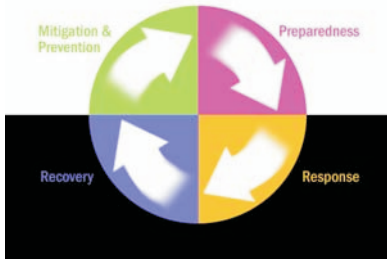 Mitigation &
Prevention
Preparedness
Recovery
Response